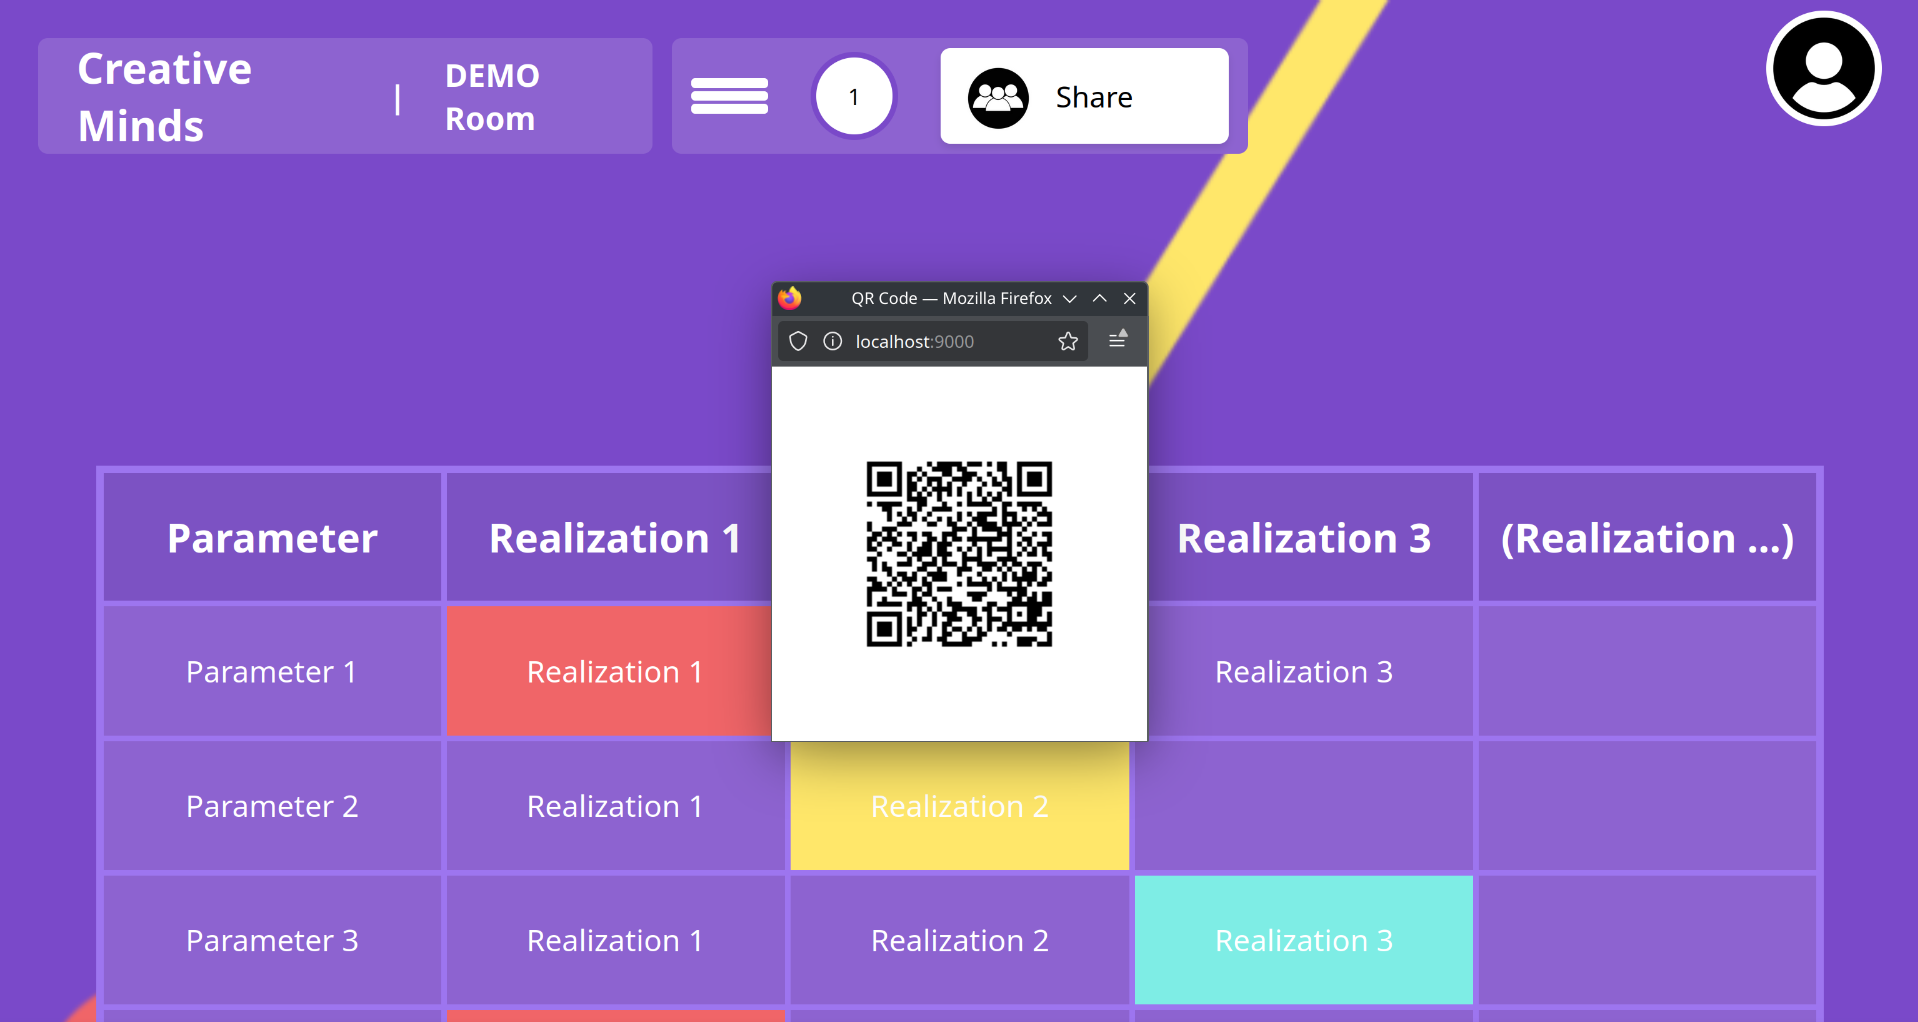 Creative
Minds
|
DEMO
Room
1
Share
QR Code — Mozilla Firefox
localhost:9000
Parameter
Realization 1
Realization 3
(Realization ...)
Parameter 1
Realization 1
Realization 3
Parameter 2
Realization 1
Realization 2
Parameter 3
Realization 1
Realization 2
Realization 3